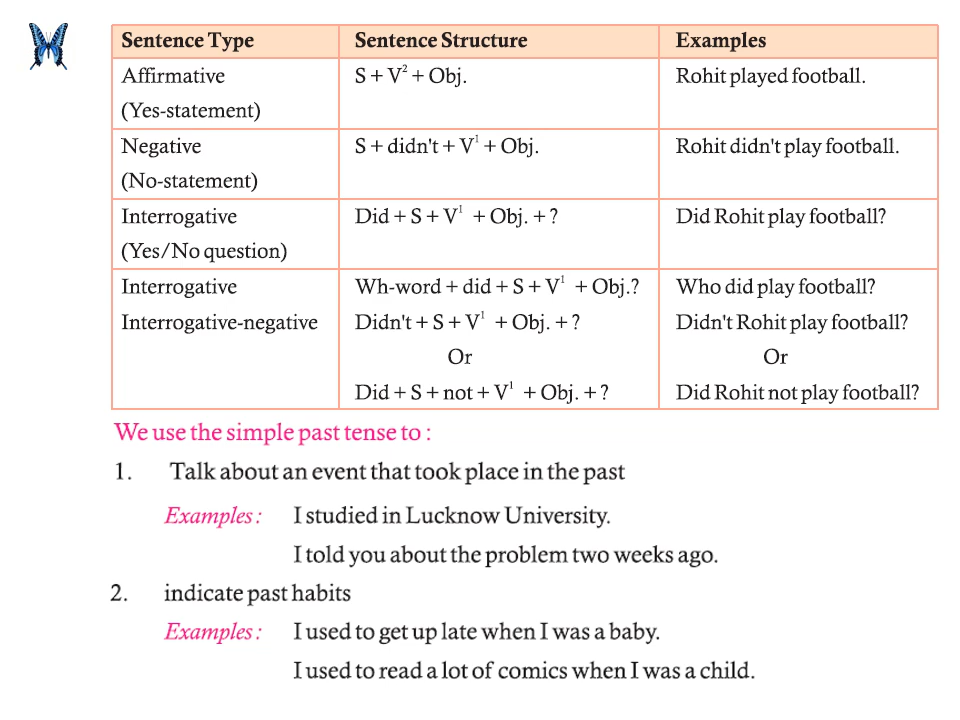 Sentence Type Sentence Structure Examples
Affirmative S + V² + Obj. Rohit played football.
(Yes-statement)
Negative S + didn't + V¹ + Obj. Rohit didn't play football.
(No-statement)
Interrogative Did + S + V¹ + Obj. + ? Did Rohit play football?
(Yes/No question)
Interrogative Wh-word + did + S + V¹ + Obj.? Who did play football?
Interrogative-negative Didn't + S + V¹ + Obj. + ? Didn't Rohit play football?
Or Or
Did + S + not + V¹ + Obj. + ? Did Rohit not play football?
We use the simple past tense to :
1. Talk about an event that took place in the past
Examples : I studied in Lucknow University.
I told you about the problem two weeks ago.
2. indicate past habits
Examples : I used to get up late when I was a baby.
I used to read a lot of comics when I was a child.